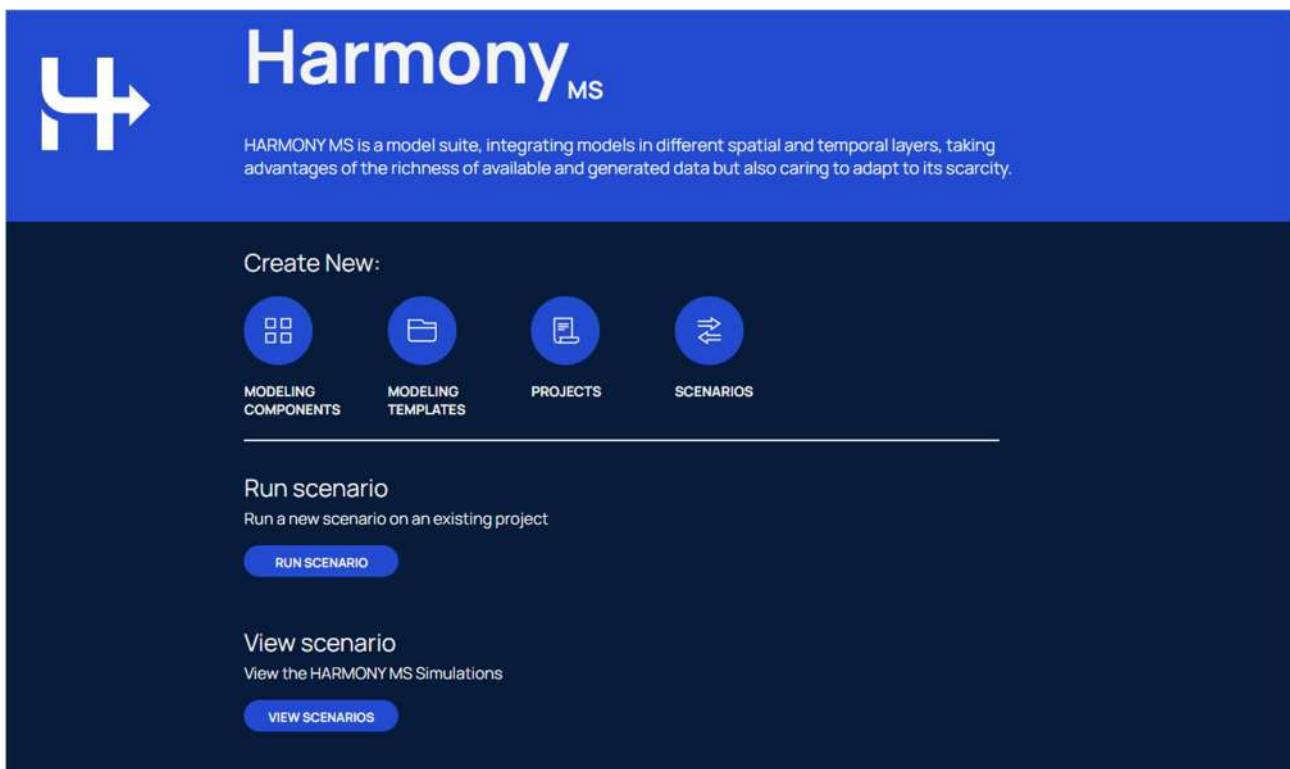 Harmony MS
HARMONY MS is a model suite, integrating models in different spatial and temporal layers, taking
advantages of the richness of available and generated data but also caring to adapt to its scarcity.
Create New:
MODELING
COMPONENTS
MODELING
TEMPLATES
PROJECTS
SCENARIOS
Run scenario
Run a new scenario on an existing project
RUN SCENARIO
View scenario
View the HARMONY MS Simulations
VIEW SCENARIOS